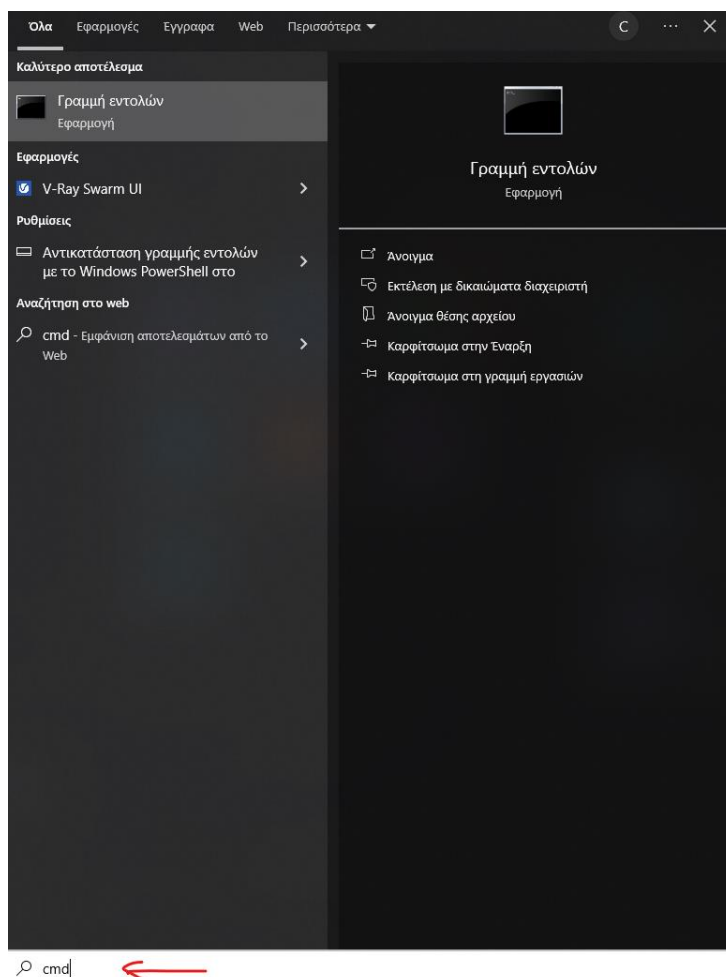 Όλα Εφαρμογές Εγγραφα Web Περισσότερα C ...
Καλύτερο αποτέλεσμα
Γραμμή εντολών
Εφαρμογή
Εφαρμογές
V-Ray Swarm UI
Ρυθμίσεις
Αντικατάσταση γραμμής εντολών
με το Windows PowerShell στο
Αναζήτηση στο web
cmd - Εμφάνιση αποτελεσμάτων από το
Web
Γραμμή εντολών
Εφαρμογή
Άνοιγμα
Εκτέλεση με δικαιώματα διαχειριστή
Άνοιγμα θέσης αρχείου
Καρφίτσωμα στην Έναρξη
Καρφίτσωμα στη γραμμή εργασιών
cmd